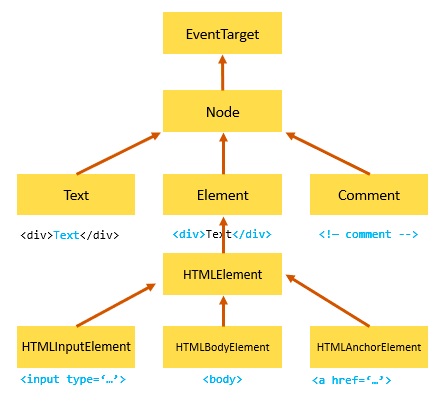 EventTarget
Node
Text Element Comment
<div>Text</div> <div>Text</div> <!– comment -->
HTMLElement
HTMLInputElement HTMLBodyElement HTMLAnchorElement
<input type=‘…’> <body> <a href=‘…’>